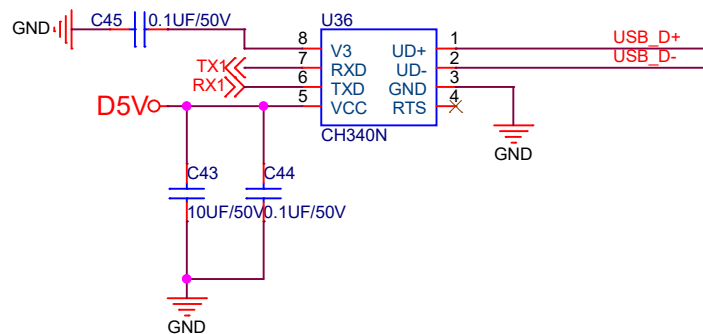 C45
0.1UF/50V
U36
GND
USB_D+
8
V3
UD+
1
TX1
7
RXD
UD-
2
USB_D-
RX1
6
TXD
GND
3
D5V
5
VCC
RTS
4
CH340N
GND
C43
C44
10UF/50V
0.1UF/50V
GND